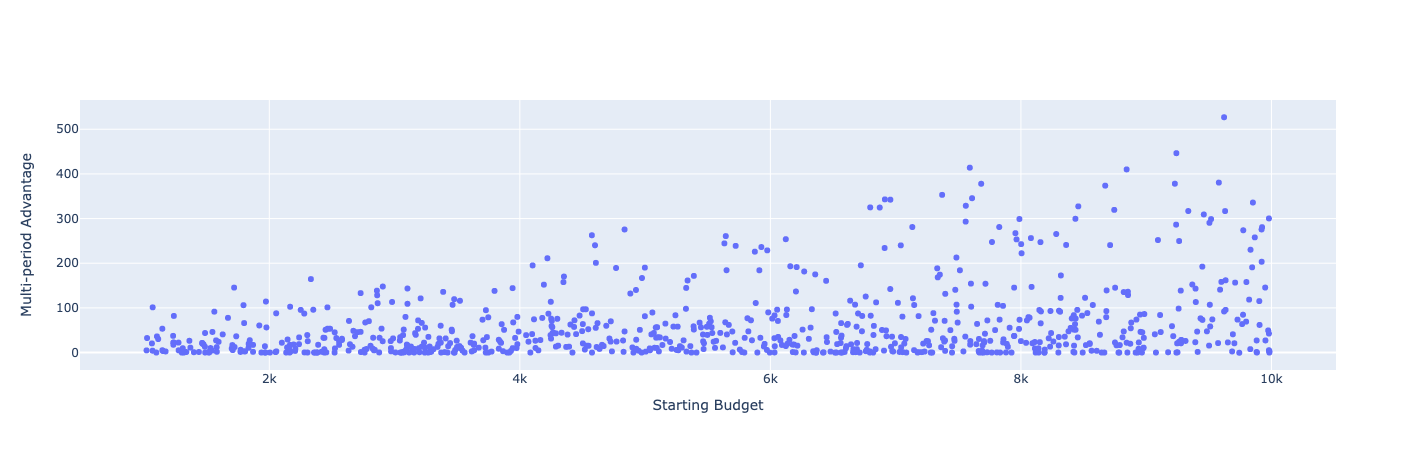 500
400
300
200
100
0
Multi-period Advantage
2k
4k
6k
8k
10k
Starting Budget